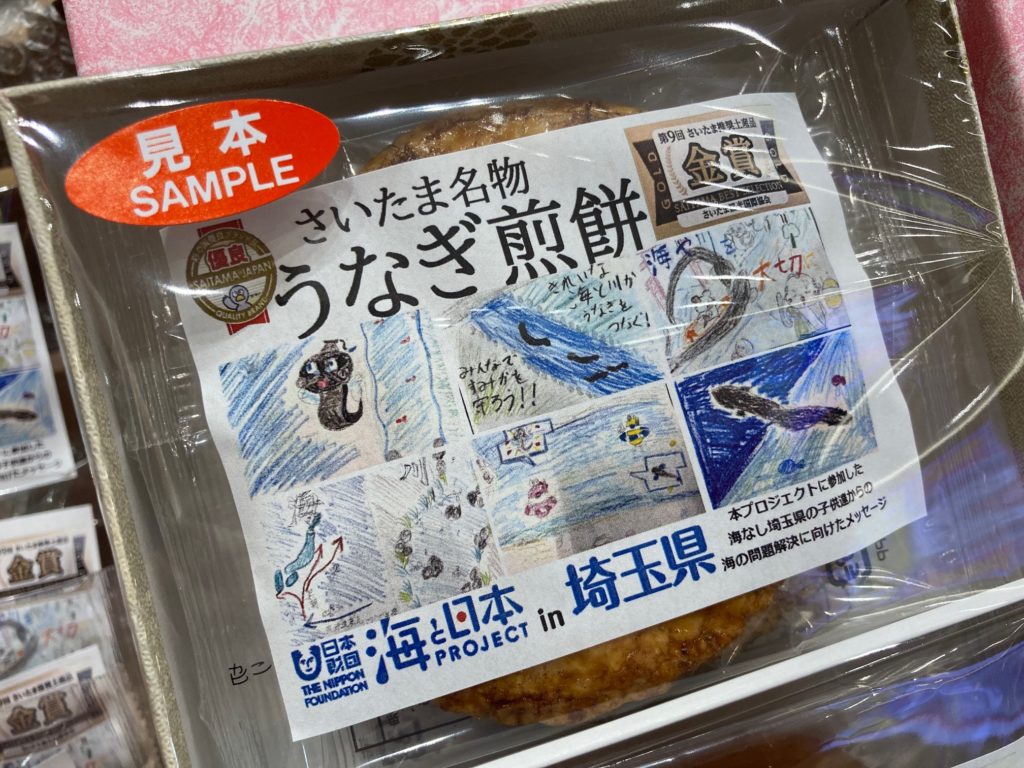 見本
SAMPLE
第9回 さいたま推奨土産品
金賞
GOLD
さいたま名物
うなぎ煎餅
優良
SAITAMA・JAPAN
QUALITY BRAND
きれいな
海と川が
うなぎを
つなぐ!
海や川を
大切
みんなで
すみかを
守ろう!!
海
川
本プロジェクトに参加した
海なし埼玉県の子供達からの
海の問題解決に向けたメッセージ
日本
財団
THE NIPPON
FOUNDATION
海と日本
PROJECT
in 埼玉県
金賞
金賞